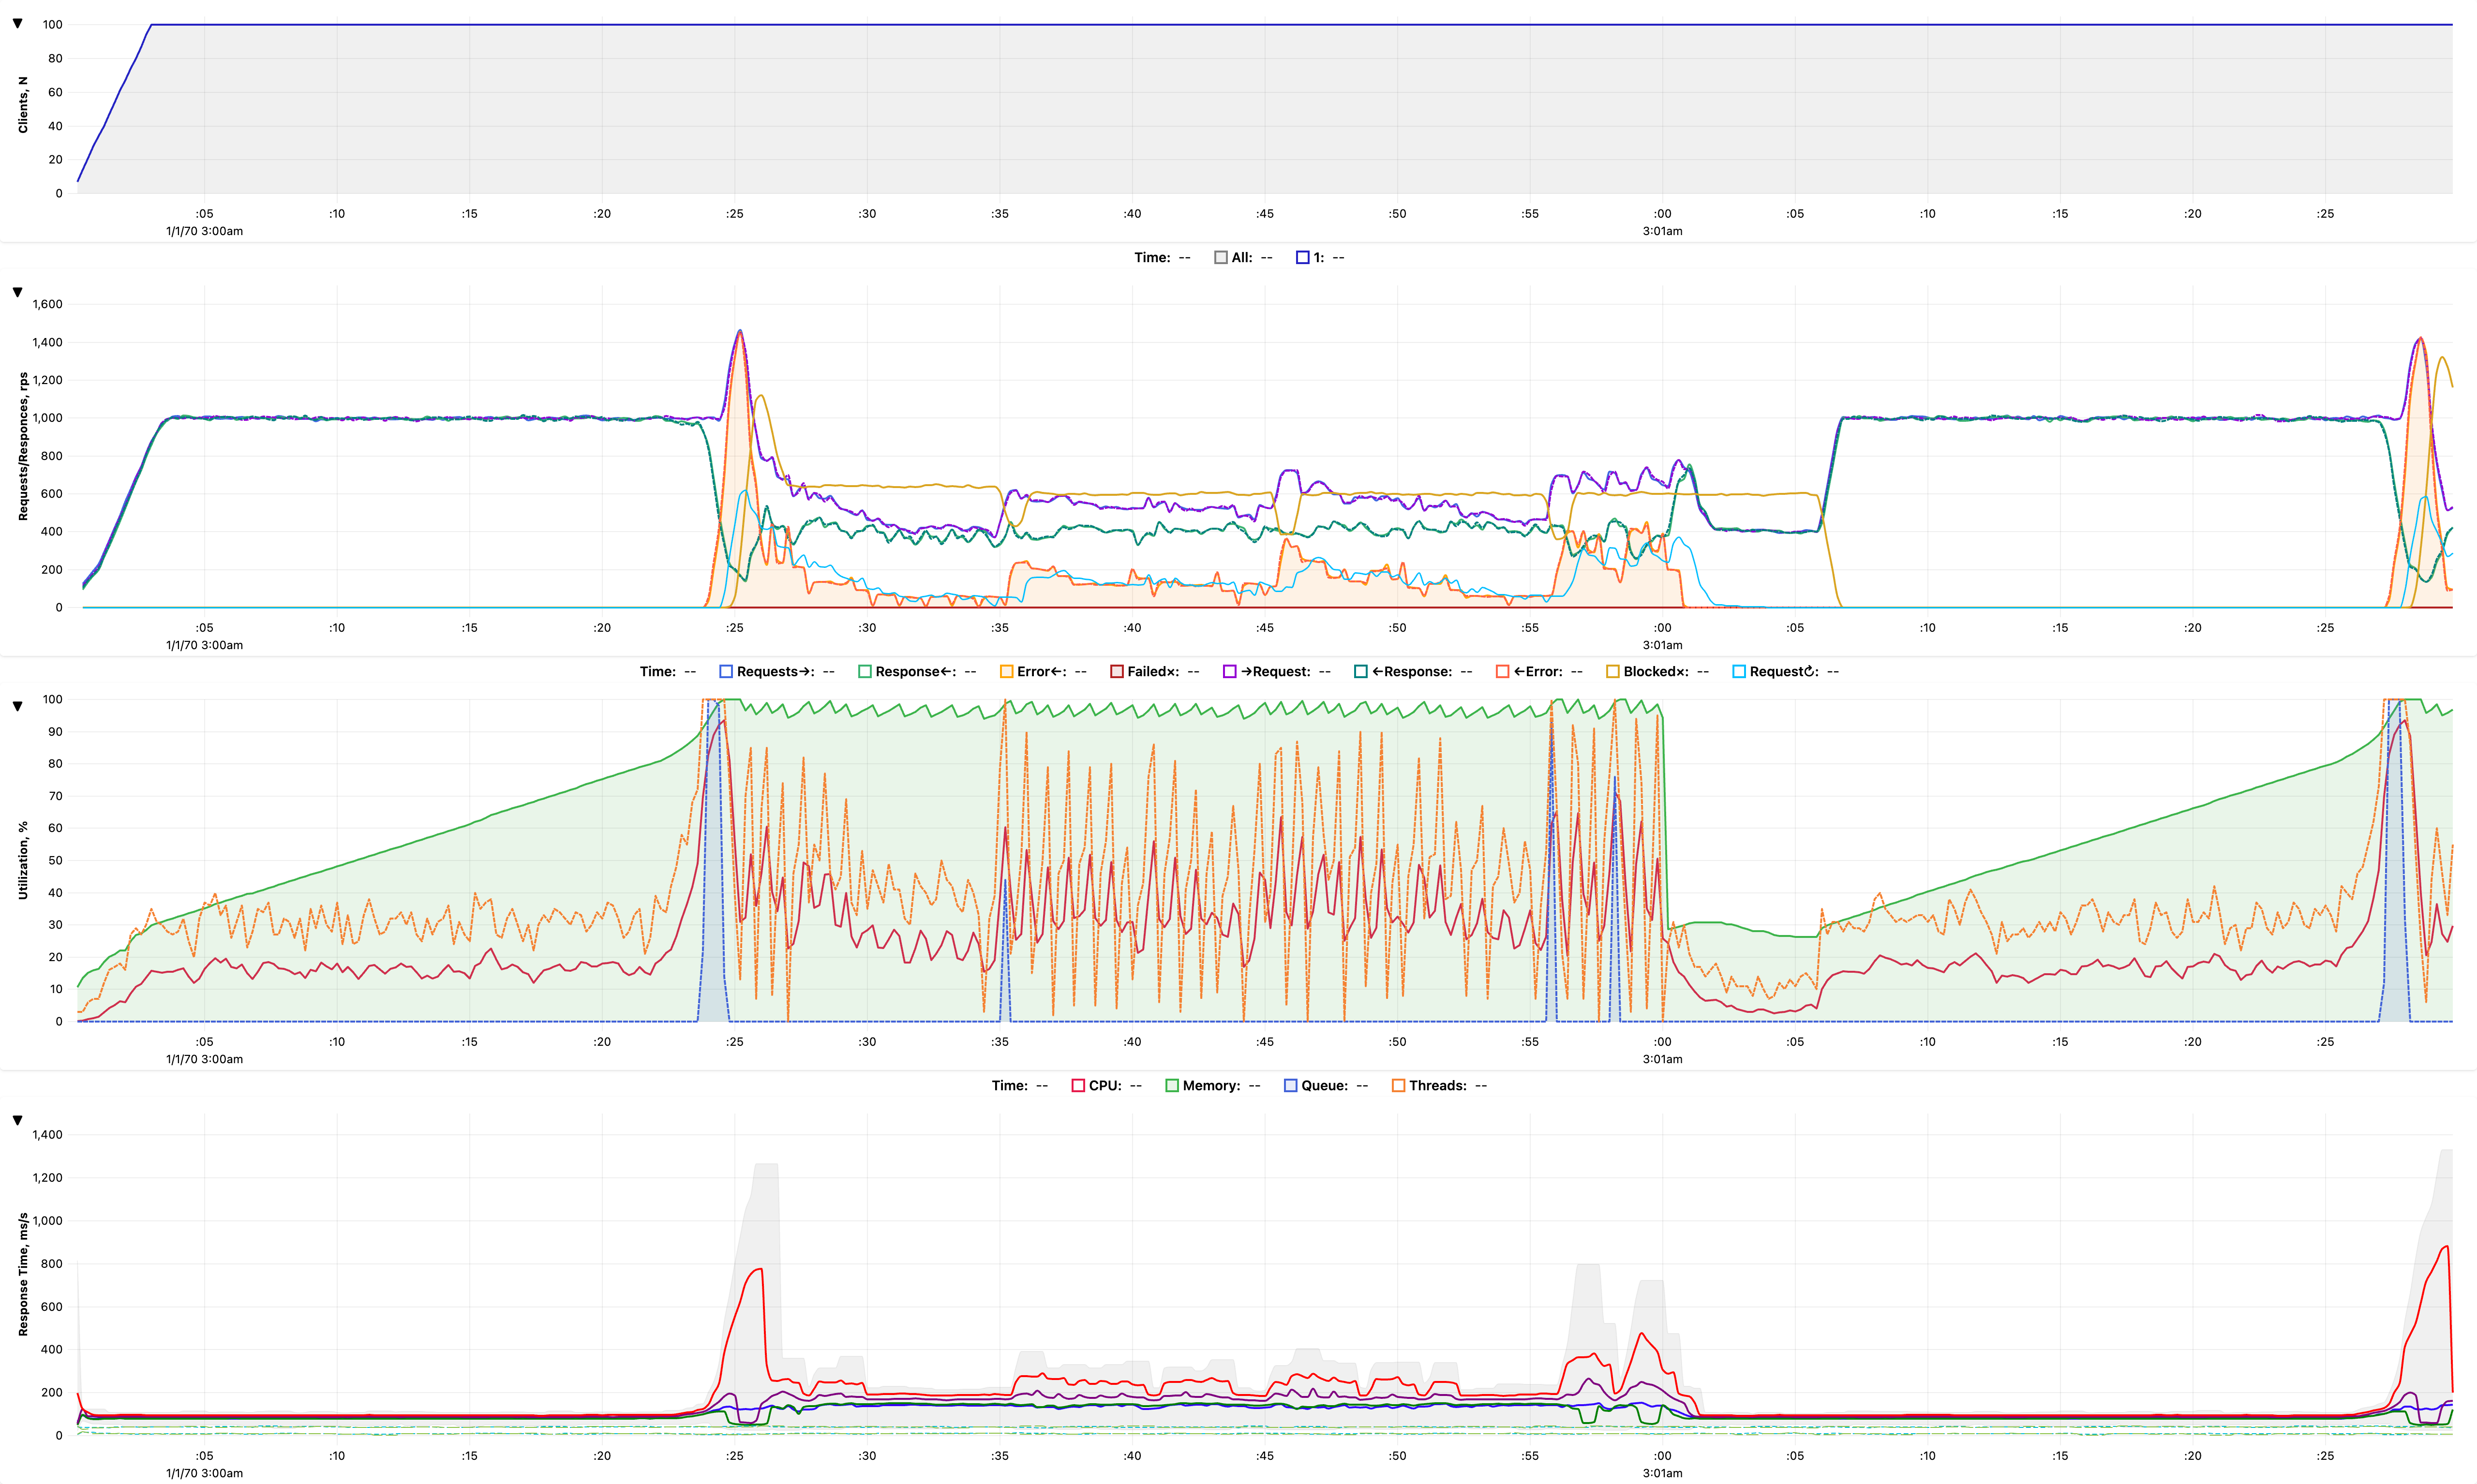 ▼
Clients, N
100
80
60
40
20
0
:05 :10 :15 :20 :25 :30 :35 :40 :45 :50 :55 :00 :05 :10 :15 :20 :25
1/1/70 3:00am 3:01am
Time: -- All: -- 1: --
▼
Requests/Responces, rps
1,600
1,400
1,200
1,000
800
600
400
200
0
:05 :10 :15 :20 :25 :30 :35 :40 :45 :50 :55 :00 :05 :10 :15 :20 :25
1/1/70 3:00am 3:01am
Time: -- Requests→: -- Response←: -- Error←: -- Failed×: -- →Request: -- ←Response: -- ←Error: -- Blocked×: -- Request↻: --
▼
Utilization, %
100
90
80
70
60
50
40
30
20
10
0
:05 :10 :15 :20 :25 :30 :35 :40 :45 :50 :55 :00 :05 :10 :15 :20 :25
1/1/70 3:00am 3:01am
Time: -- CPU: -- Memory: -- Queue: -- Threads: --
▼
Response Time, ms/s
1,400
1,200
1,000
800
600
400
200
0
:05 :10 :15 :20 :25 :30 :35 :40 :45 :50 :55 :00 :05 :10 :15 :20 :25
1/1/70 3:00am 3:01am